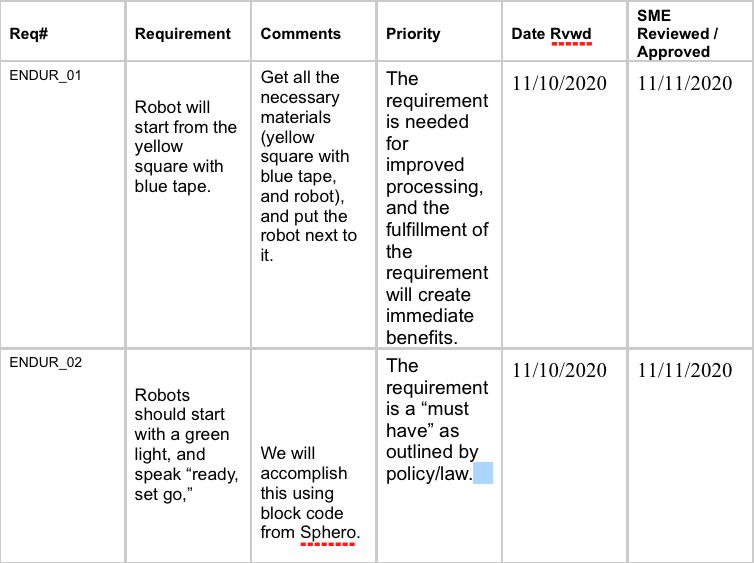 Req#
Requirement
Comments
Priority
Date Rvwd
SME
Reviewed /
Approved
ENDUR_01
Robot will
start from the
yellow
square with
blue tape.
Get all the
necessary
materials
(yellow
square with
blue tape,
and robot),
and put the
robot next to
it.
The
requirement
is needed
for
improved
processing,
and the
fulfillment of
the
requirement
will create
immediate
benefits.
11/10/2020
11/11/2020
ENDUR_02
Robots
should start
with a green
light, and
speak “ready,
set go,”
We will
accomplish
this using
block code
from Sphero.
The
requirement
is a “must
have” as
outlined by
policy/law.
11/10/2020
11/11/2020